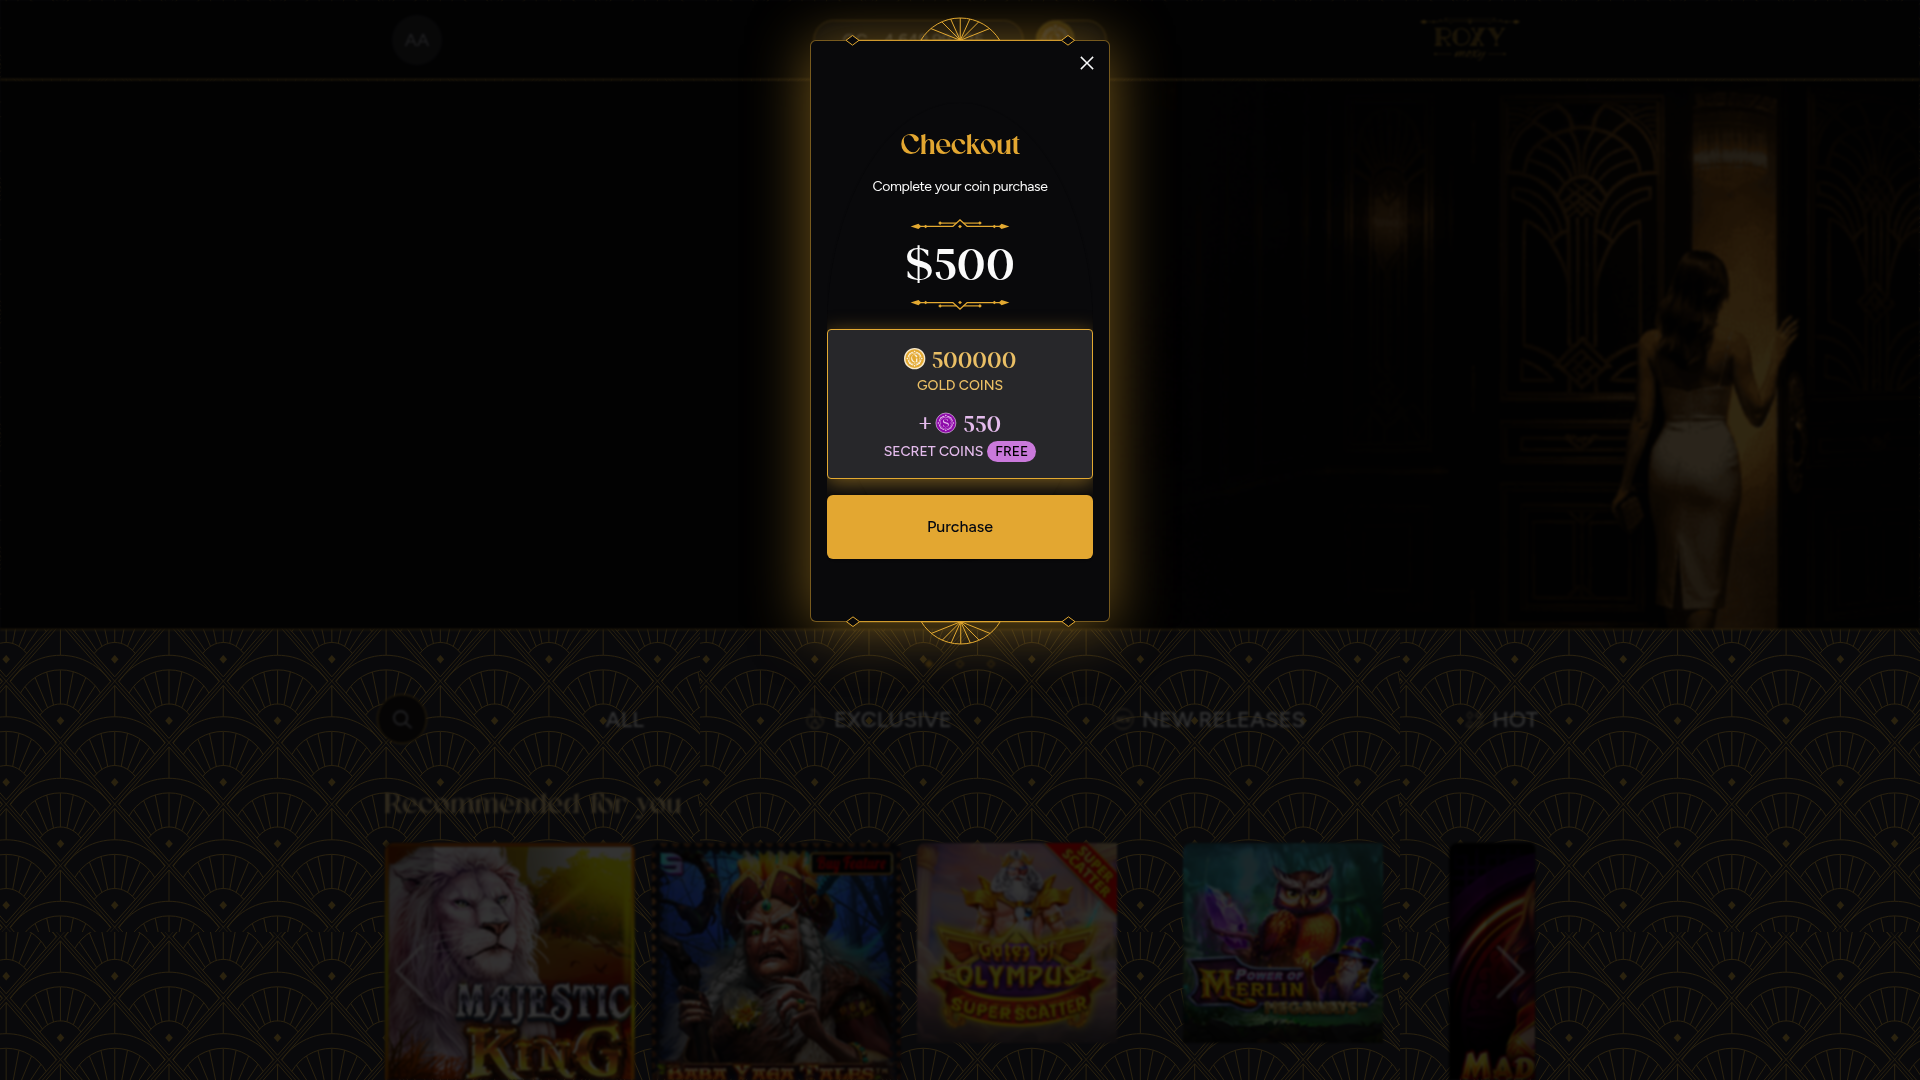 AA
ROXY
Checkout
Complete your coin purchase
$500
500000
GOLD COINS
+ 550
SECRET COINS FREE
Purchase
ALL
EXCLUSIVE
NEW RELEASES
HOT
Recommended for you
MAJESTIC
KING
BABA YAGA TALES
SUPER
SCATTER
Gates of
OLYMPUS
SUPER SCATTER
POWER OF
MERLIN
MEGAWAYS
MAD